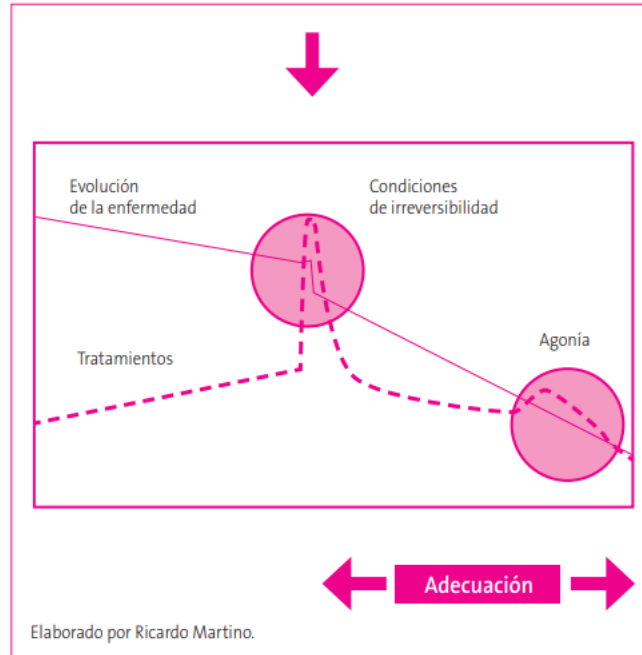 Evolución
de la enfermedad
Condiciones
de irreversibilidad
Tratamientos
Agonía
Adecuación
Elaborado por Ricardo Martino.